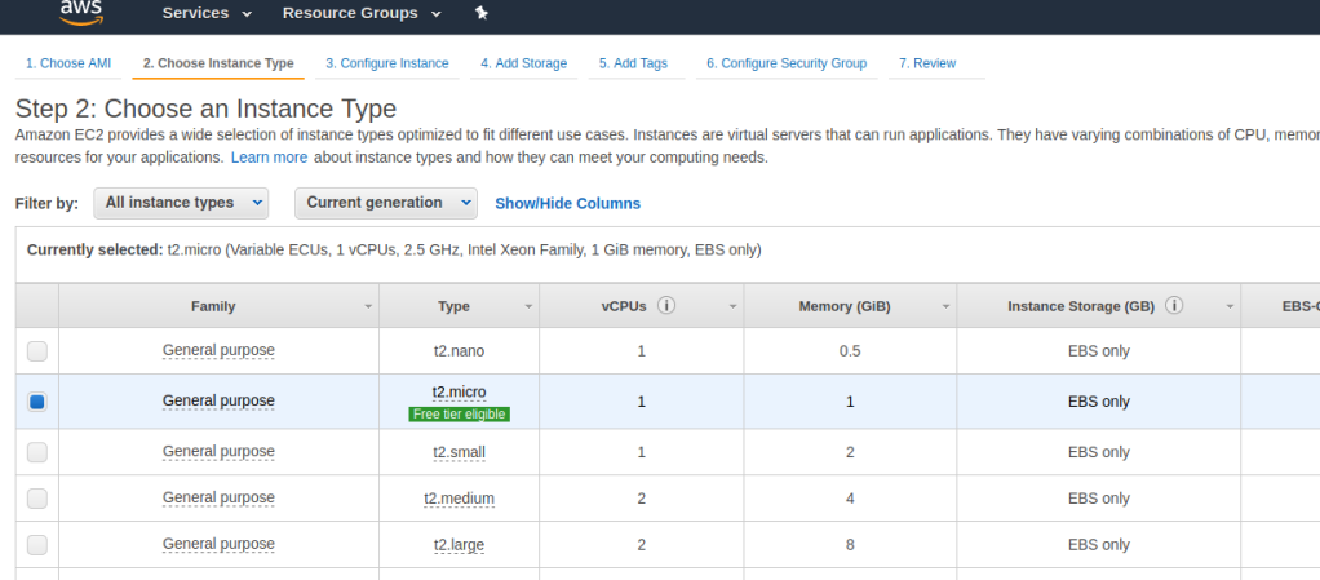 aws Services Resource Groups
1. Choose AMI 2. Choose Instance Type 3. Configure Instance 4. Add Storage 5. Add Tags 6. Configure Security Group 7. Review
Step 2: Choose an Instance Type
Amazon EC2 provides a wide selection of instance types optimized to fit different use cases. Instances are virtual servers that can run applications. They have varying combinations of CPU, memor
resources for your applications. Learn more about instance types and how they can meet your computing needs.
Filter by: All instance types Current generation Show/Hide Columns
Currently selected: t2.micro (Variable ECUs, 1 vCPUs, 2.5 GHz, Intel Xeon Family, 1 GiB memory, EBS only)
Family Type vCPUs i Memory (GiB) Instance Storage (GB) i EBS-
General purpose t2.nano 1 0.5 EBS only
General purpose t2.micro 1 1 EBS only
Free tier eligible
General purpose t2.small 1 2 EBS only
General purpose t2.medium 2 4 EBS only
General purpose t2.large 2 8 EBS only